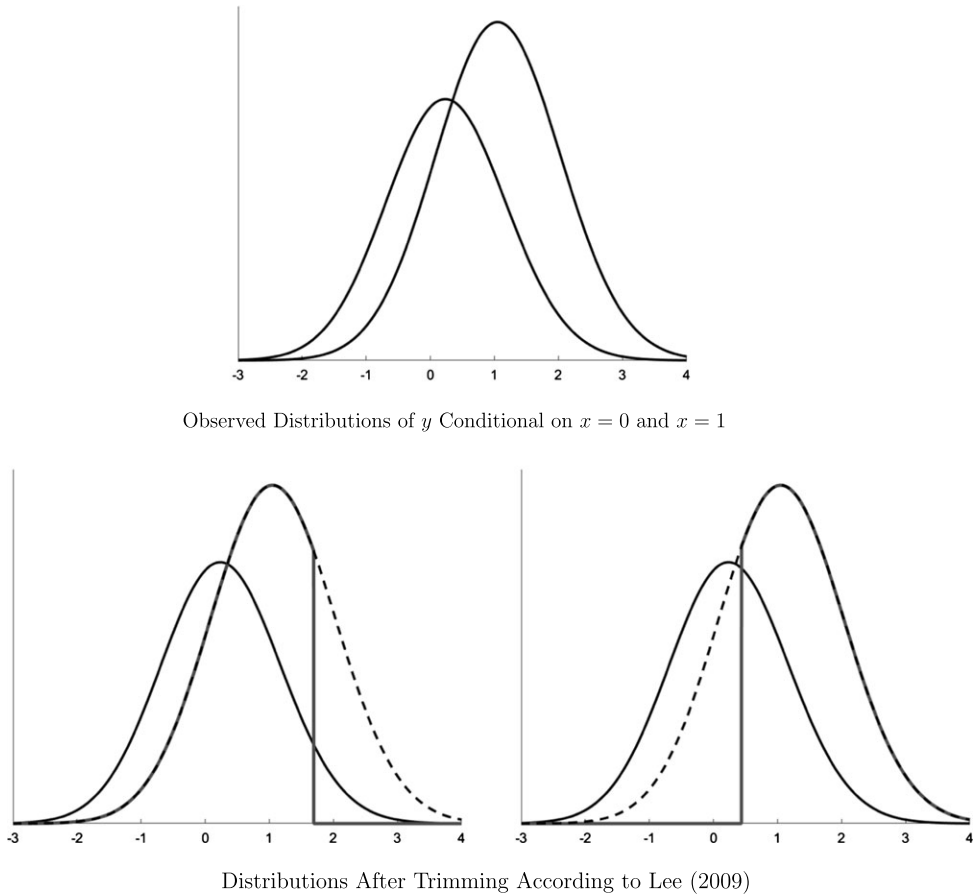 -3 -2 -1 0 1 2 3 4
Observed Distributions of y Conditional on x = 0 and x = 1
-3 -2 -1 0 1 2 3 4
-3 -2 -1 0 1 2 3 4
Distributions After Trimming According to Lee (2009)